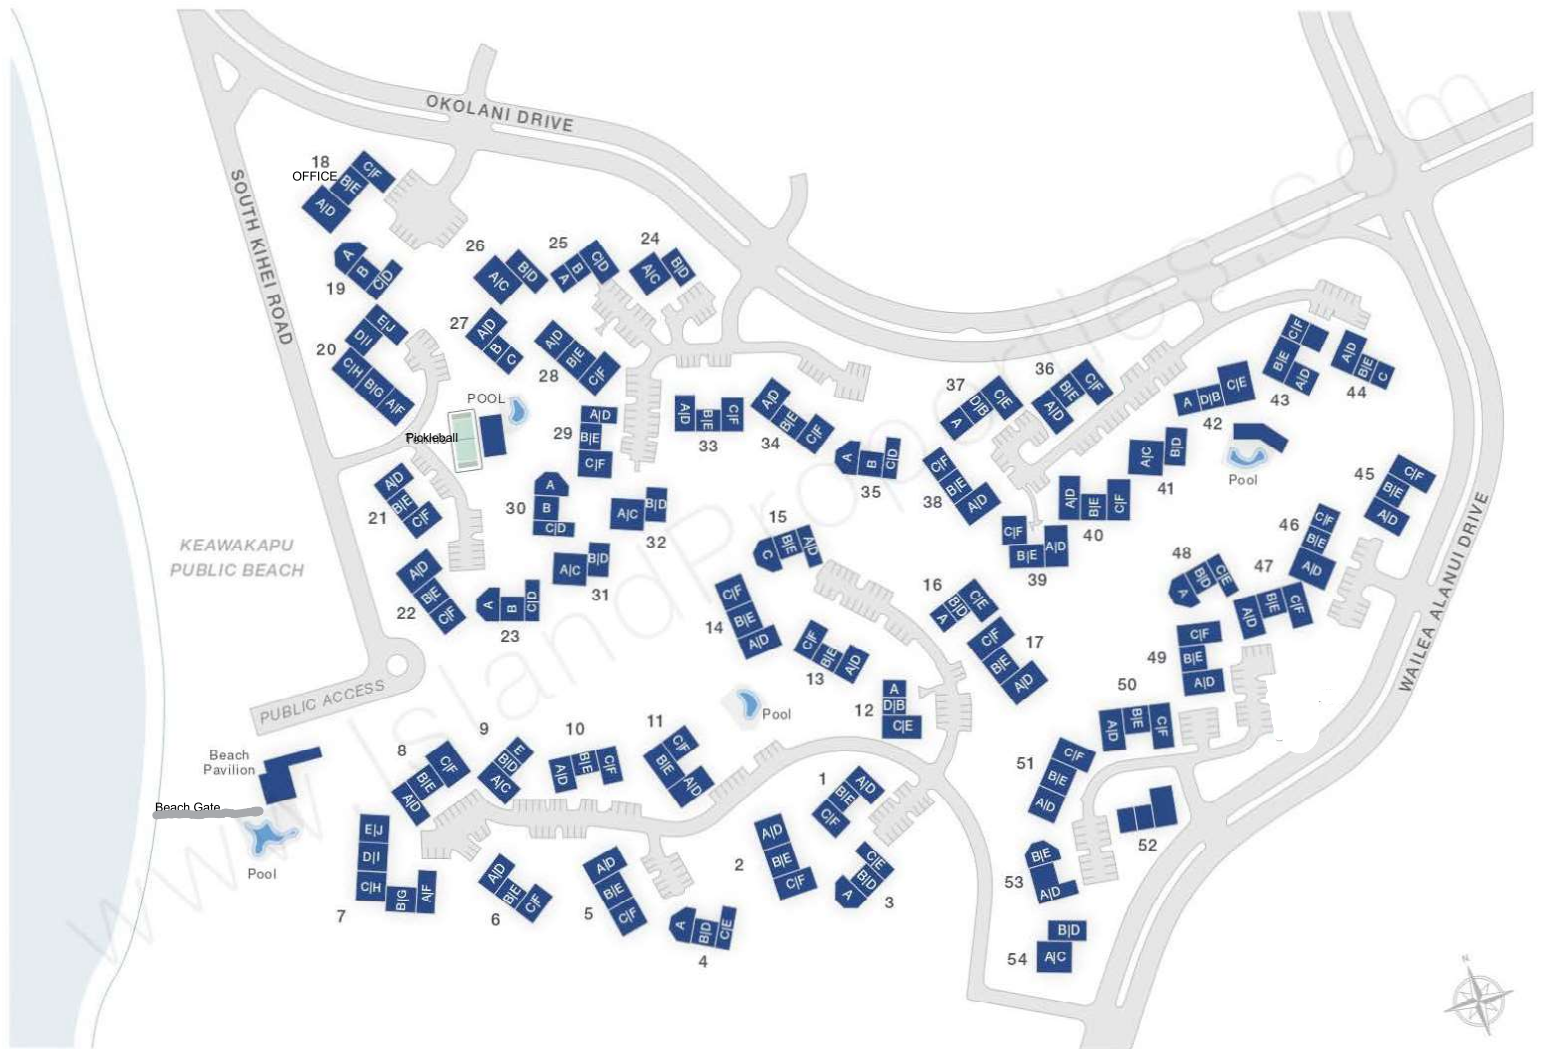 OKOLANI DRIVE
SOUTH KIHEI ROAD
18
OFFICE
C|F
B|E
A|D
19
A
B
C|D
26
A|C
B|D
25
A
B
C|D
24
A|C
B|D
20
E|J
D|I
C|H
B|G
A|F
27
A|D
B
C
28
A|D
B|E
C|F
POOL
Pickleball
29
A|D
B|E
C|F
33
A|D
B|E
C|F
34
A|D
B|E
C|F
35
A
B
C|D
37
A
D|B
C|E
36
A|D
B|E
C|F
42
A
D|B
C|E
43
C|F
B|E
A|D
44
A|D
B|E
C
Pool
41
A|C
B|D
38
C|F
B|E
A|D
40
A|D
B|E
C|F
39
C|F
B|E
A|D
45
C|F
B|E
A|D
46
C|F
B|E
A|D
21
A|D
B|E
C|F
30
A
B
C|D
32
A|C
B|D
31
A|C
B|D
22
A|D
B|E
C|F
23
A
B
C|D
KEAWAKAPU
PUBLIC BEACH
15
C
B|E
A|D
14
C|F
B|E
A|D
13
C|F
B|E
A|D
16
A
B|D
C|E
17
C|F
B|E
A|D
12
A
D|B
C|E
Pool
48
A
B|D
C|E
47
A|D
B|E
C|F
49
C|F
B|E
A|D
50
A|D
B|E
C|F
51
C|F
B|E
A|D
52
53
B|E
A|D
54
B|D
A|C
WAILEA ALANUI DRIVE
PUBLIC ACCESS
Beach
Pavilion
Beach Gate
Pool
8
A|D
B|E
C|F
9
E
B|D
A|C
10
A|D
B|E
C|F
11
C|F
B|E
A|D
7
E|J
D|I
C|H
B|G
A|F
6
A|D
B|E
C|F
5
A|D
B|E
C|F
4
A
B|D
C|E
2
A|D
B|E
C|F
1
A|D
B|E
C|F
3
C|E
B|D
A
N
www.IslandProperties.com